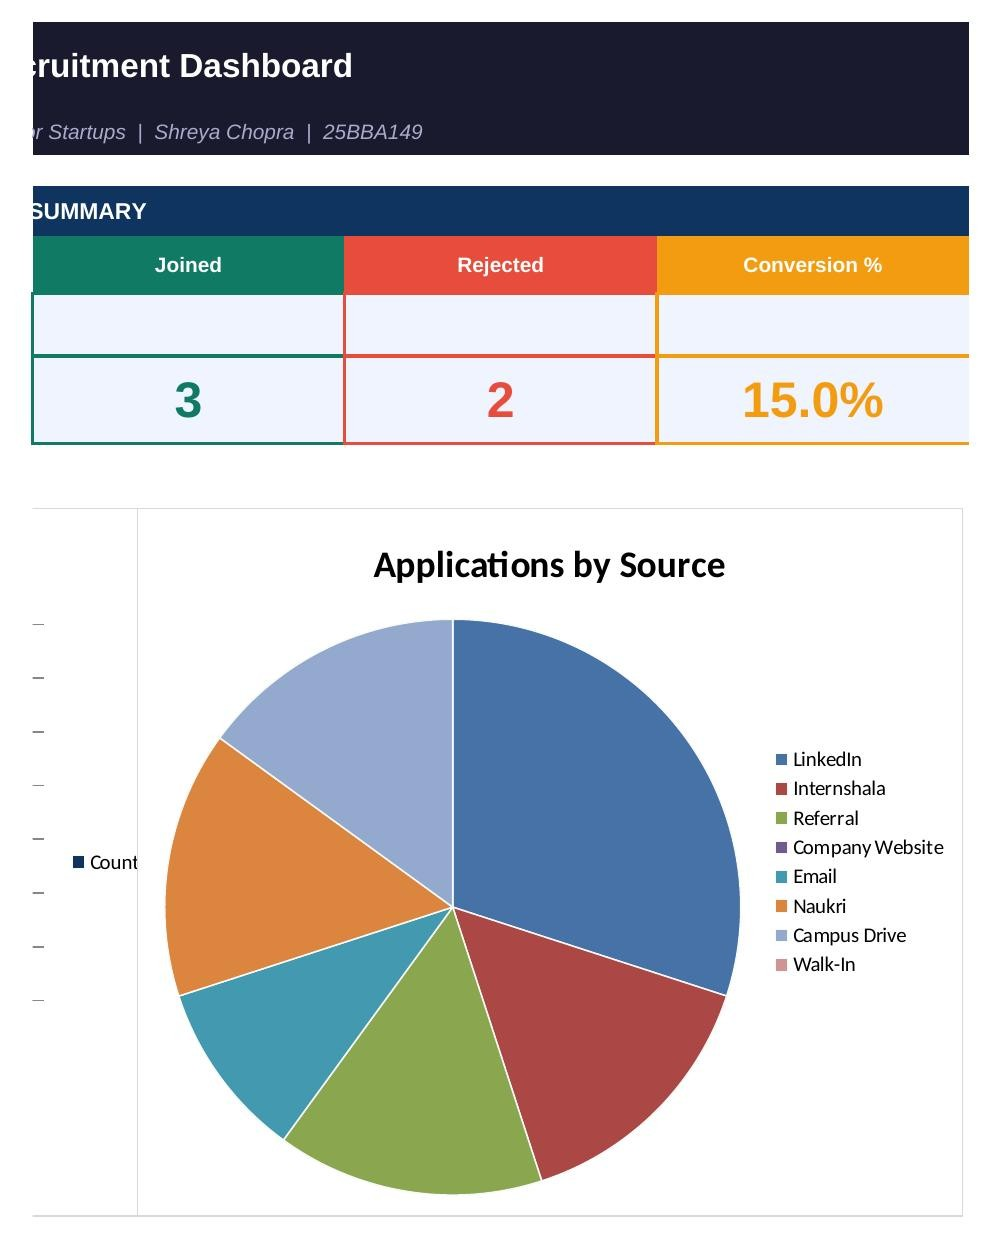 cruitment Dashboard
or Startups | Shreya Chopra | 25BBA149
SUMMARY
Joined Rejected Conversion %
3 2 15.0%
Applications by Source
Count
LinkedIn
Internshala
Referral
Company Website
Email
Naukri
Campus Drive
Walk-In